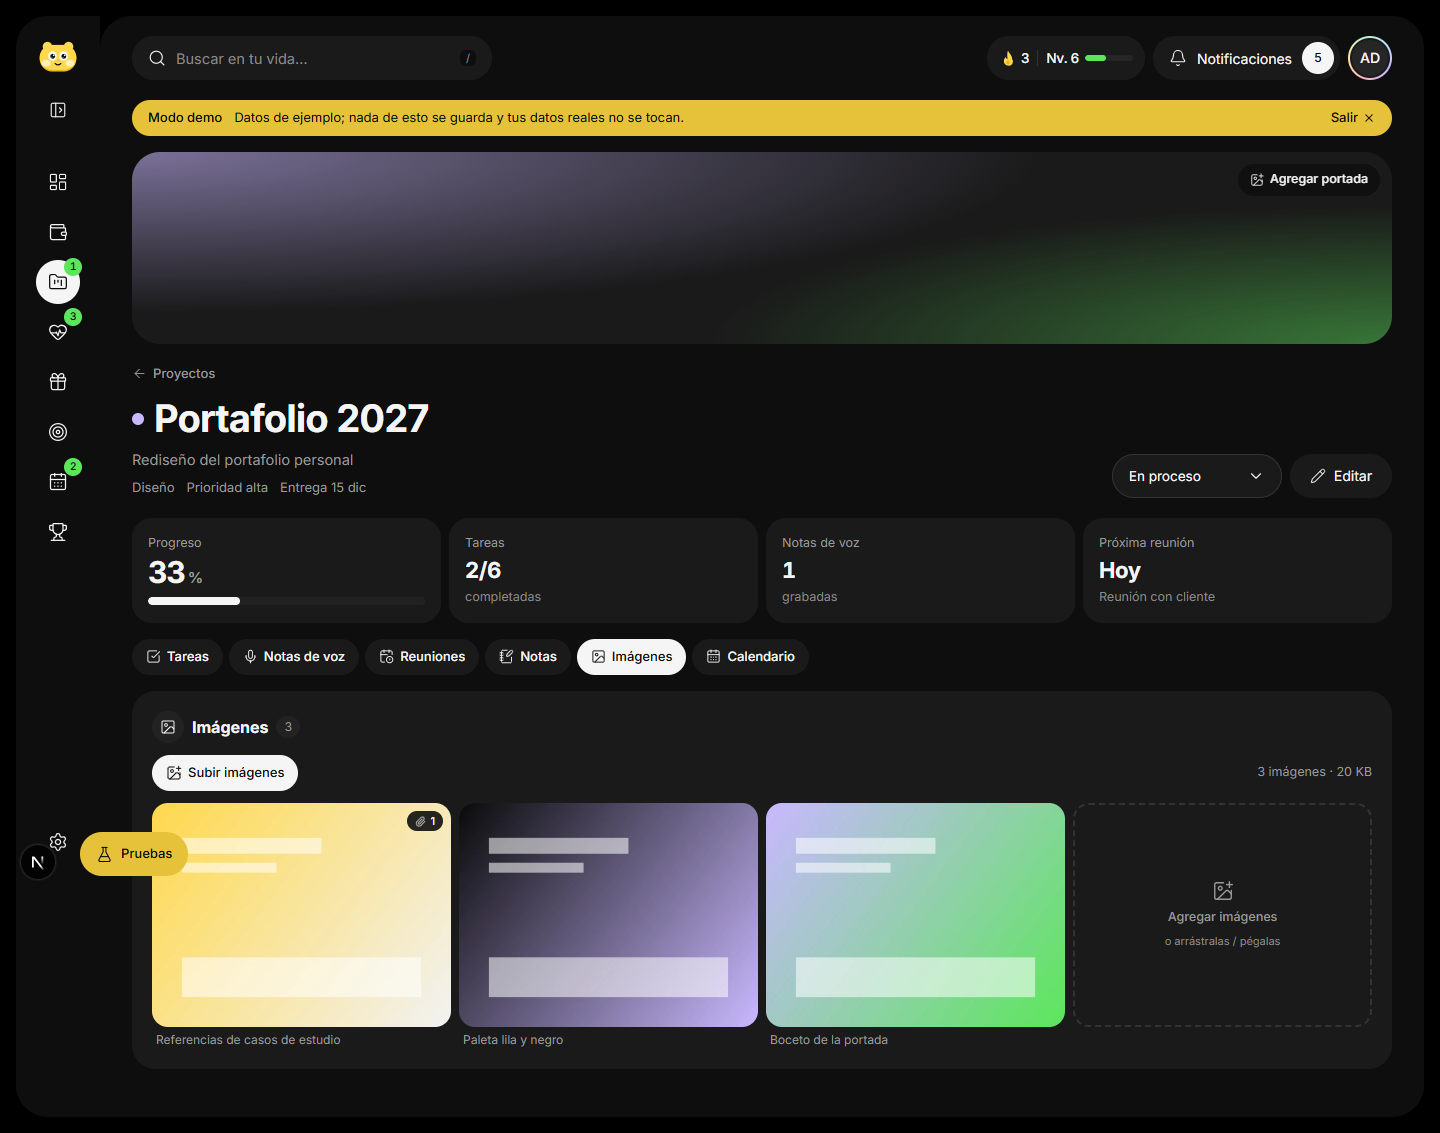 Buscar en tu vida...
/
3
Nv. 6
Notificaciones
5
AD
Modo demo
Datos de ejemplo; nada de esto se guarda y tus datos reales no se tocan.
Salir
Agregar portada
1
3
2
Proyectos
Portafolio 2027
Rediseño del portafolio personal
Diseño
Prioridad alta
Entrega 15 dic
En proceso
Editar
Progreso
33 %
Tareas
2/6
completadas
Notas de voz
1
grabadas
Próxima reunión
Hoy
Reunión con cliente
Tareas
Notas de voz
Reuniones
Notas
Imágenes
Calendario
Imágenes
3
Subir imágenes
3 imágenes · 20 KB
1
Pruebas
N
Agregar imágenes
o arrástralas / pégalas
Referencias de casos de estudio
Paleta lila y negro
Boceto de la portada